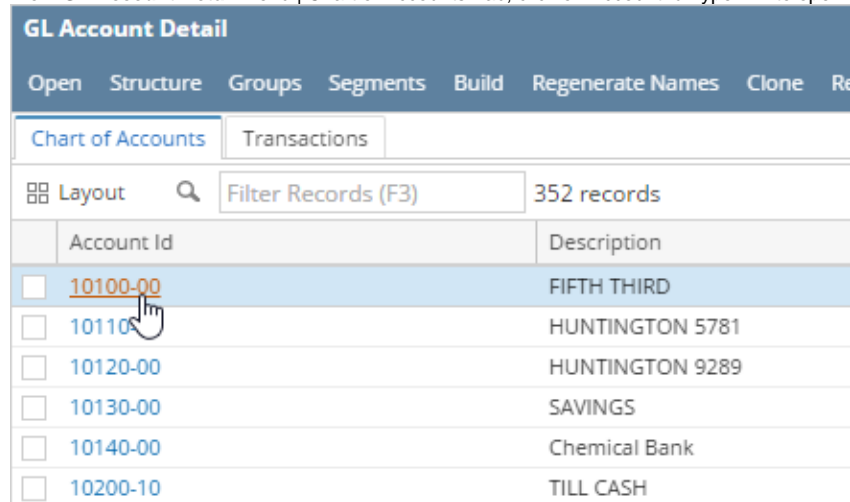 GL Account Detail
Open Structure Groups Segments Build Regenerate Names Clone
Chart of Accounts Transactions
Layout Filter Records (F3) 352 records
Account Id Description
10100-00 FIFTH THIRD
10110- HUNTINGTON 5781
10120-00 HUNTINGTON 9289
10130-00 SAVINGS
10140-00 Chemical Bank
10200-10 TILL CASH